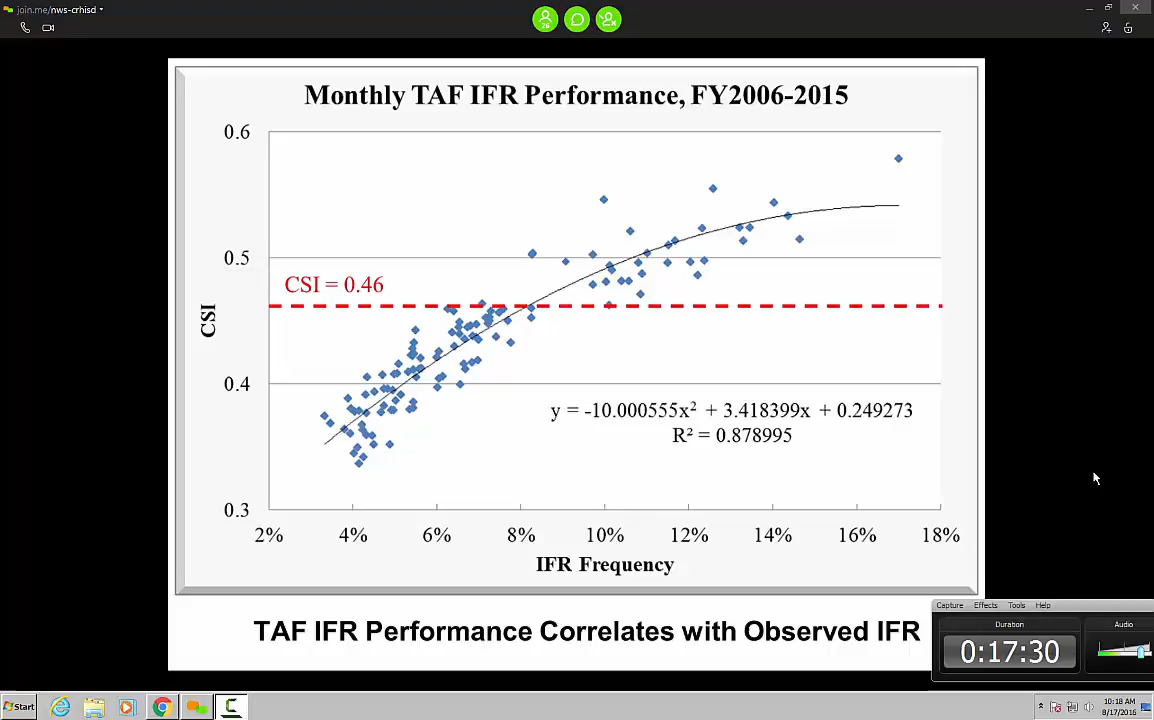 join.me/nws-crhisd
26
Monthly TAF IFR Performance, FY2006-2015
0.6
0.5
CSI = 0.46
CSI
0.4
y = -10.000555x² + 3.418399x + 0.249273
R² = 0.878995
0.3
2% 4% 6% 8% 10% 12% 14% 16% 18%
IFR Frequency
TAF IFR Performance Correlates with Observed IFR
Capture Effects Tools Help
Duration Audio
0:17:30
Start
10:18 AM
8/17/2016